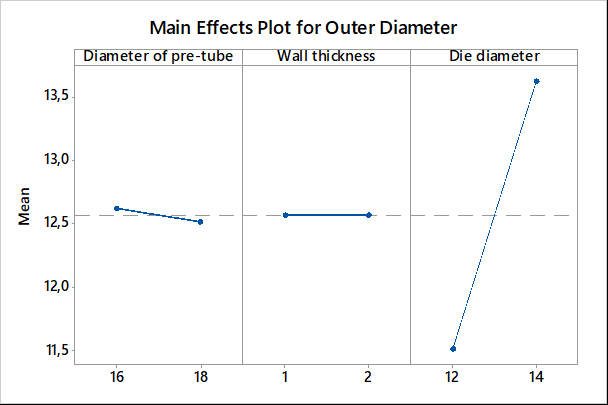 Main Effects Plot for Outer Diameter
Diameter of pre-tube Wall thickness Die diameter
13,5
13,0
12,5
12,0
11,5
Mean
16 18 1 2 12 14